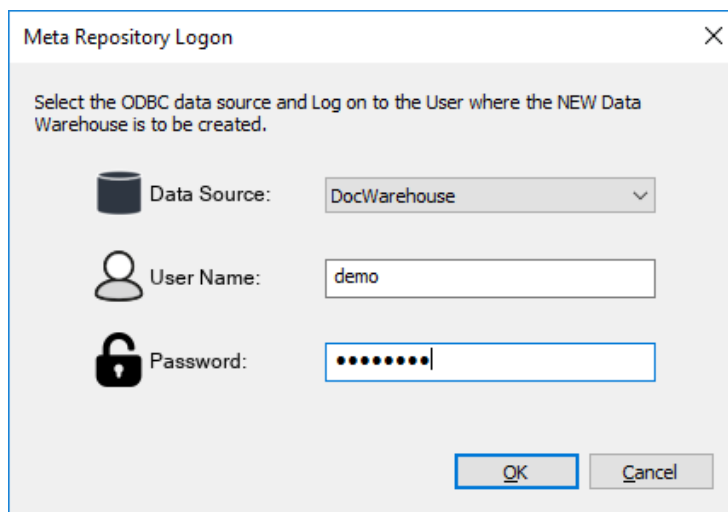 Meta Repository Logon
Select the ODBC data source and Log on to the User where the NEW Data
Warehouse is to be created.
Data Source: DocWarehouse
User Name: demo
Password: ••••••••
OK Cancel